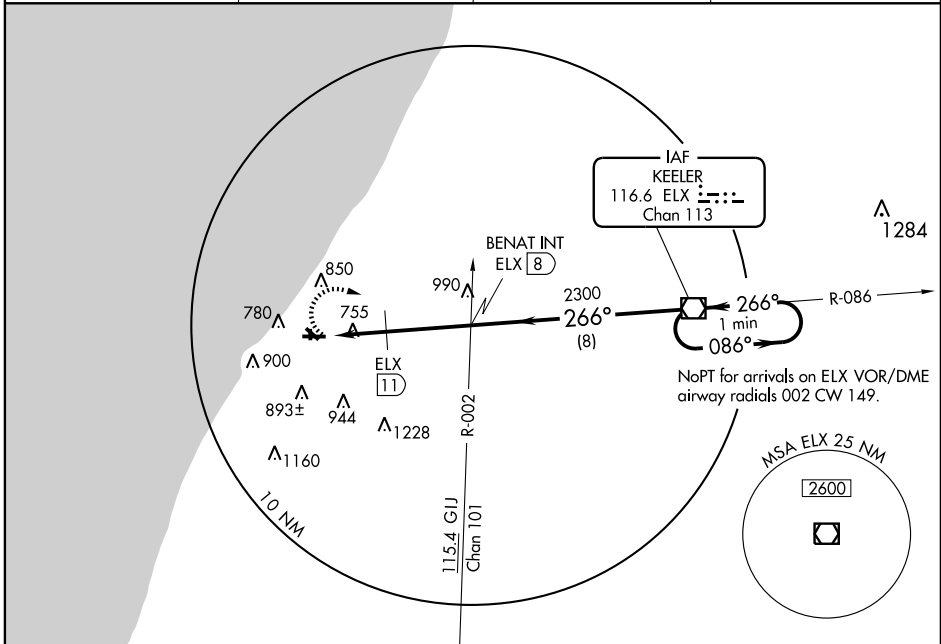 IAF
KEELER
116.6 ELX
Chan 113
1284
BENAT INT
ELX 8
850
990
2300
266°
R-086
780
755
266°
(8)
1 min
086°
ELX
11
900
NoPT for arrivals on ELX VOR/DME
airway radials 002 CW 149.
893±
944
1228
R-002
1160
MSA ELX 25 NM
2600
10 NM
115.4 GIJ
Chan 101